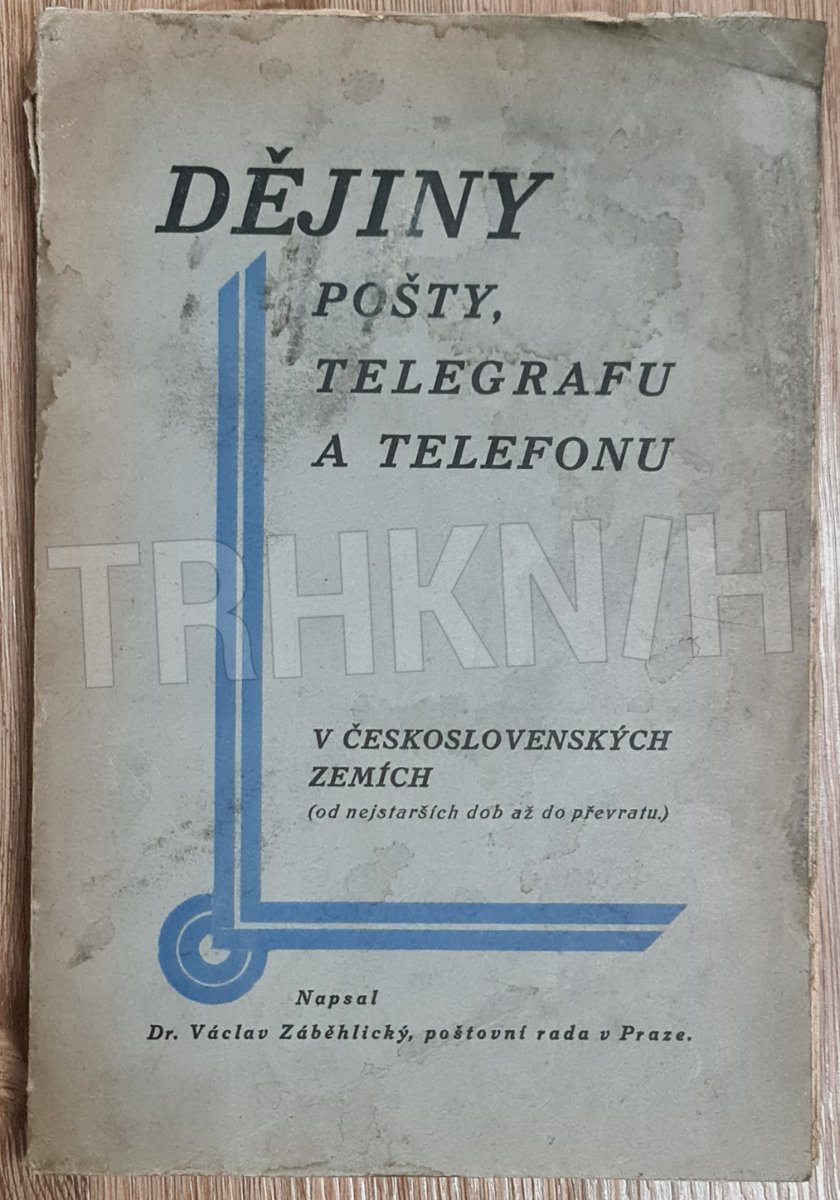 DĚJINY
POŠTY,
TELEGRAFU
A TELEFONU
TRHKNIH
V ČESKOSLOVENSKÝCH
ZEMÍCH
(od nejstarších dob až do převratu.)
Napsal
Dr. Václav Záběhlický, poštovní rada v Praze.